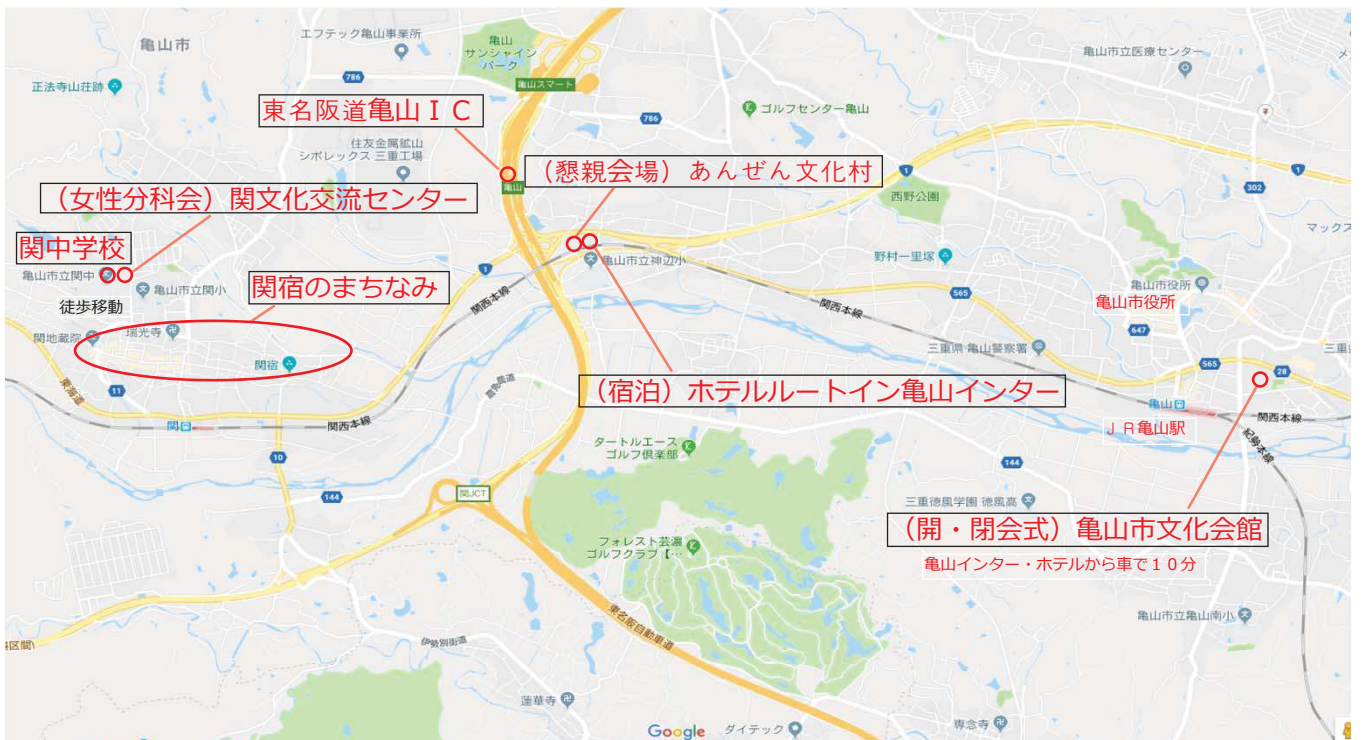 亀山市
エフテック亀山事業所
亀山
サンシャイン
パーク
亀山市立医療センター
正法寺山荘跡
786
亀山スマート
東名阪道亀山ＩＣ
786
ゴルフセンター亀山
住友金属鉱山
シポレックス 三重工場
1
1
亀山
（懇親会場）あんぜん文化村
西野公園
302
（女性分科会）関文化交流センター
マックス
関中学校
亀山市立関中
亀山市立関小
関宿のまちなみ
1
亀山市立神辺小
野村一里塚
亀山市役所
亀山市役所
565
関西本線
関西本線
徒歩移動
関地蔵院
瑞光寺
関宿
647
三重県 亀山警察署
565
28
（宿泊）ホテルルートイン亀山インター
東海道
11
関
関西本線
亀山
ＪＲ亀山駅
関西本線
紀勢本線
タートルエース
ゴルフ倶楽部
10
144
144
関JCT
三重徳風学園 徳風高
（開・閉会式）亀山市文化会館
亀山インター・ホテルから車で１０分
フォレスト芸濃
ゴルフクラブ【…
東名阪自動車道
亀山市立亀山南小
伊勢別街道
蓮華寺
Google
ダイテック
専念寺